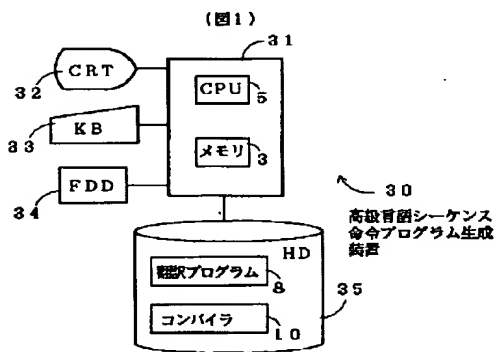 (図1)
31
CRT
32
CPU
5
KB
33
メモリ
3
FDD
34
30
高級言語シーケンス
命令プログラム生成
装置
HD
翻訳プログラム
8
35
コンパイラ
10